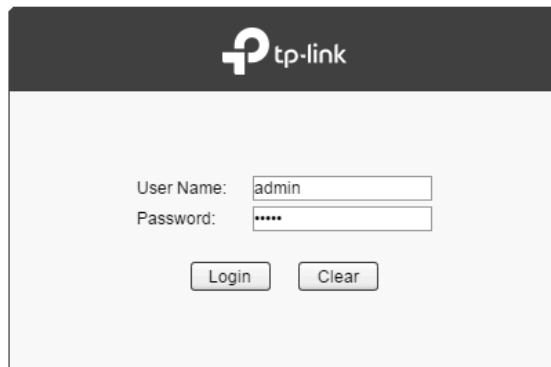 tp-link
User Name: admin
Password: •••••
Login Clear